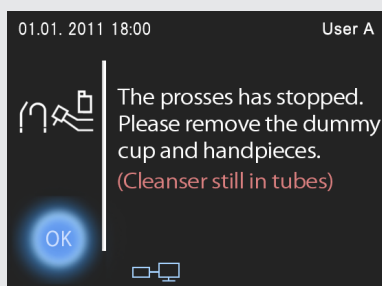 01.01. 2011 18:00 User A
The prosses has stopped.
Please remove the dummy
cup and handpieces.
(Cleanser still in tubes)
OK